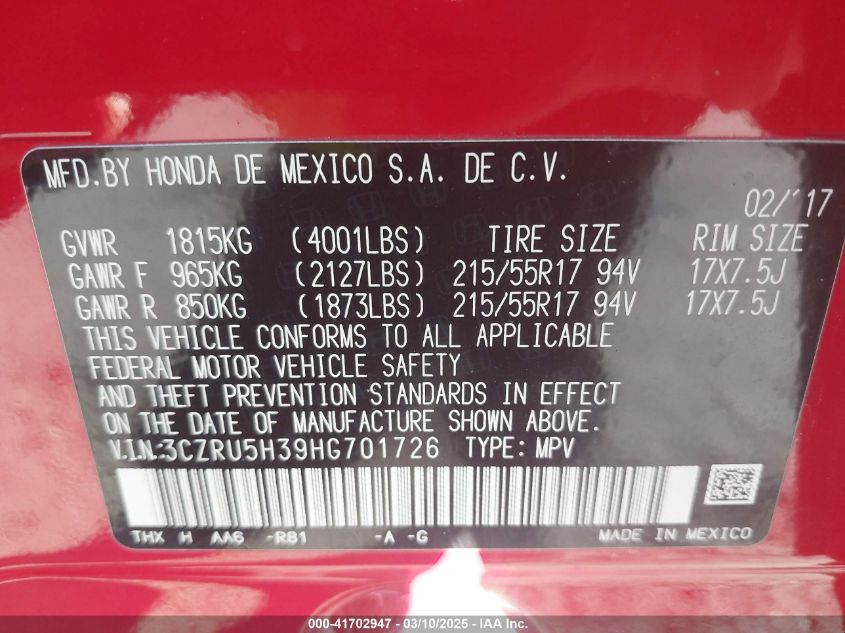 MFD.BY HONDA DE MEXICO S.A. DE C.V.
02/'17
GVWR 1815KG (4001LBS) TIRE SIZE RIM SIZE
GAWR F 965KG (2127LBS) 215/55R17 94V 17X7.5J
GAWR R 850KG (1873LBS) 215/55R17 94V 17X7.5J
THIS VEHICLE CONFORMS TO ALL APPLICABLE
FEDERAL MOTOR VEHICLE SAFETY
AND THEFT PREVENTION STANDARDS IN EFFECT
ON THE DATE OF MANUFACTURE SHOWN ABOVE.
V.I.N:3CZRU5H39HG701726 TYPE: MPV
THX H AA6 -R81 -A -G MADE IN MEXICO
000-41702947 - 03/10/2025 - IAA Inc.